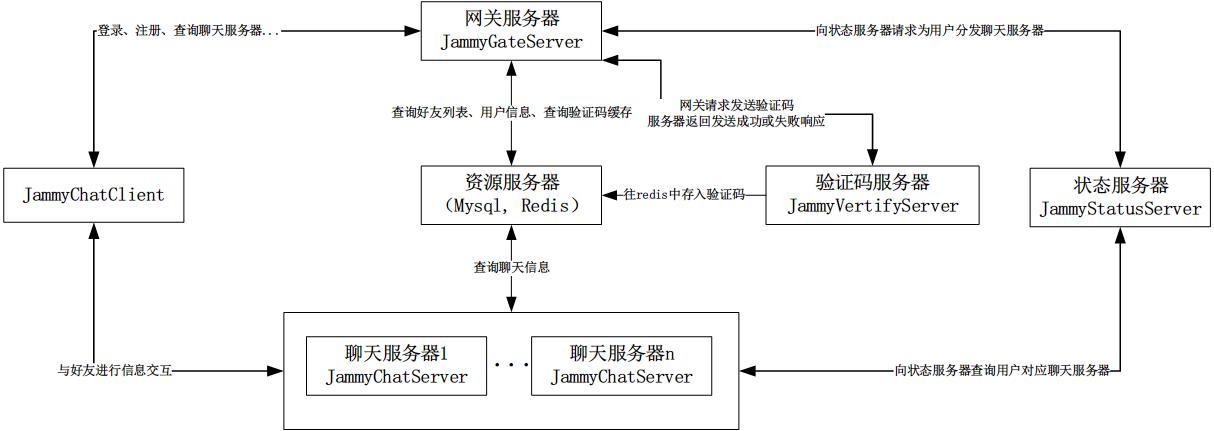 网关服务器
JammyGateServer
登录、注册、查询聊天服务器...
向状态服务器请求为用户分发聊天服务器
查询好友列表、用户信息、查询验证码缓存
网关请求发送验证码
服务器返回发送成功或失败响应
JammyChatClient
资源服务器
（Mysql, Redis）
往redis中存入验证码
验证码服务器
JammyVertifyServer
状态服务器
JammyStatusServer
查询聊天信息
聊天服务器1
JammyChatServer
...
聊天服务器n
JammyChatServer
与好友进行信息交互
向状态服务器查询用户对应聊天服务器